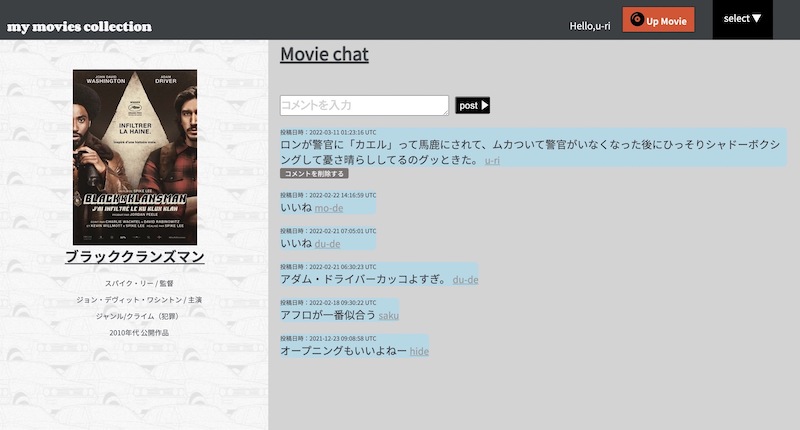 my movies collection
Hello,u-ri
Up Movie
select ▼
JOHN DAVID
WASHINGTON
ADAM
DRIVER
INFILTRER
LA HAINE.
BLACKKKLANSMAN
J'AI INFILTRÉ LE KU KLUX KLAN
ブラッククランズマン
スパイク・リー / 監督
ジョン・デヴィット・ワシントン / 主演
ジャンル/クライム（犯罪）
2010年代 公開作品
Movie chat
コメントを入力
post ▶
投稿日時：2022-03-11 01:23:16 UTC
ロンが警官に「カエル」って馬鹿にされて、ムカついて警官がいなくなった後にひっそりシャドーボクシ
ングして憂さ晴らししてるのグッときた。 u-ri
コメントを削除する
投稿日時：2022-02-22 14:16:59 UTC
いいね mo-de
投稿日時：2022-02-21 07:05:01 UTC
いいね du-de
投稿日時：2022-02-21 06:30:23 UTC
アダム・ドライバーカッコよすぎ。 du-de
投稿日時：2022-02-18 09:30:22 UTC
アフロが一番似合う saku
投稿日時：2021-12-23 09:08:58 UTC
オープニングもいいよねー hide